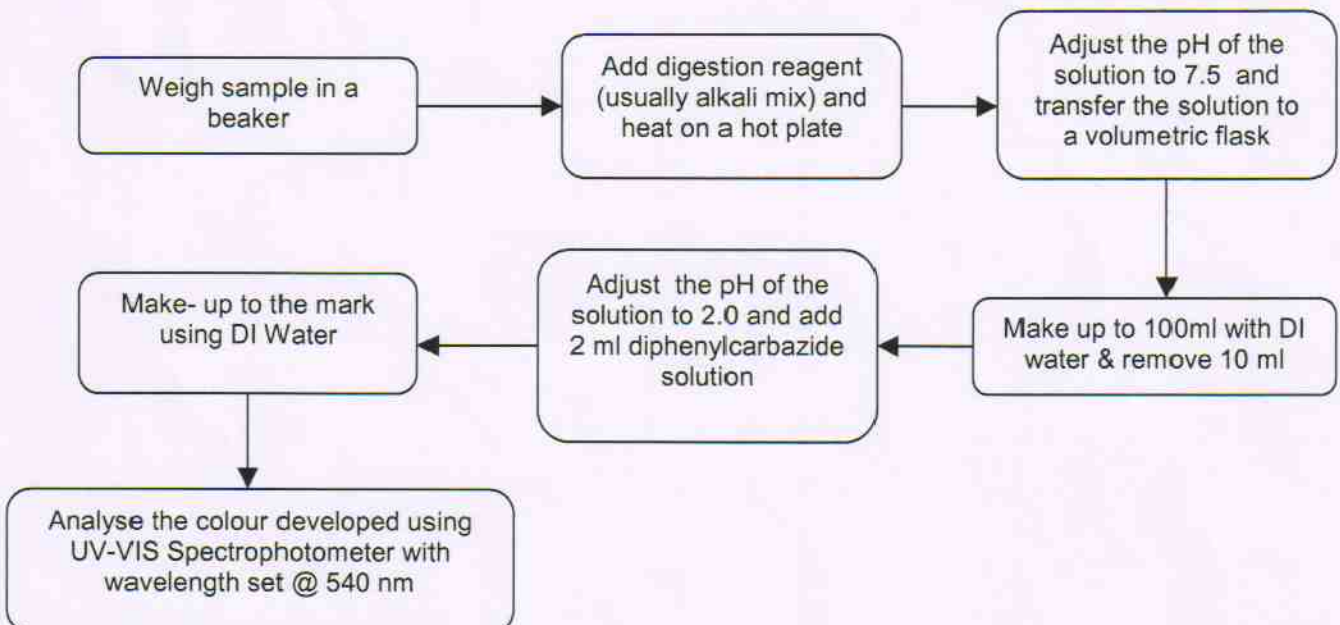 Weigh sample in a
beaker
Add digestion reagent
(usually alkali mix) and
heat on a hot plate
Adjust the pH of the
solution to 7.5 and
transfer the solution to
a volumetric flask
Make up to 100ml with DI
water & remove 10 ml
Adjust the pH of the
solution to 2.0 and add
2 ml diphenylcarbazide
solution
Make- up to the mark
using DI Water
Analyse the colour developed using
UV-VIS Spectrophotometer with
wavelength set @ 540 nm